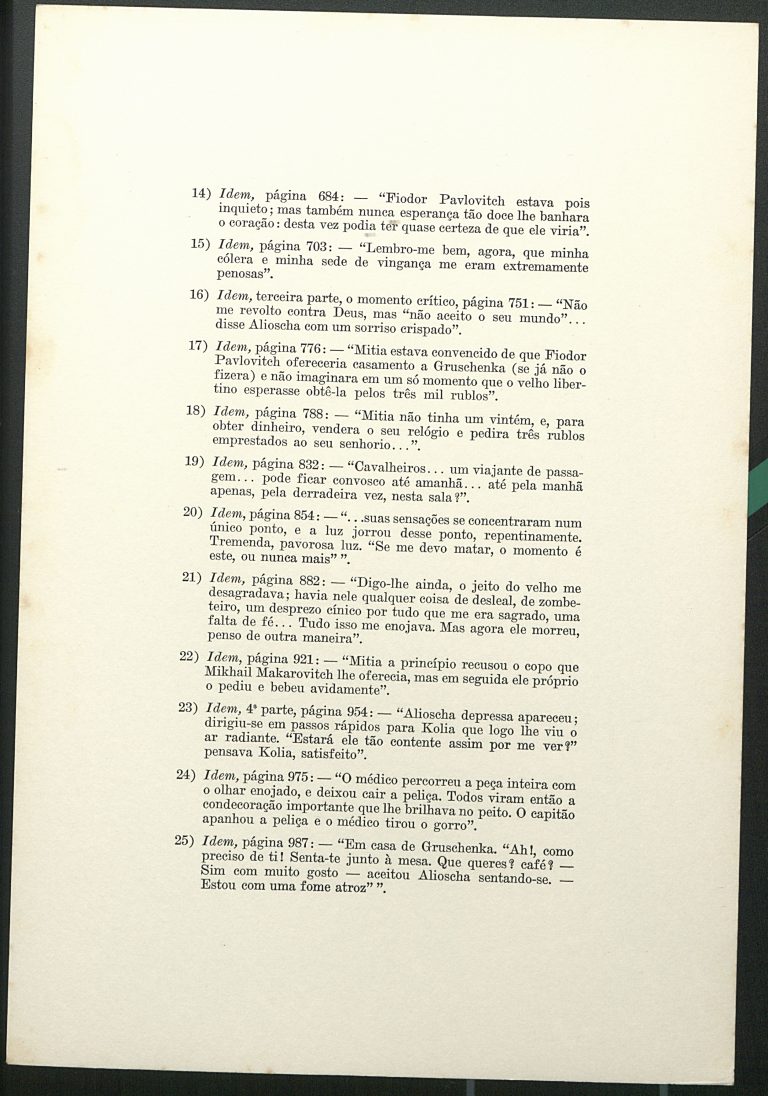 14) Idem, página 684: — “Fiodor Pavlovitch estava pois
inquieto; mas também nunca esperança tão doce lhe banhara
o coração: desta vez podia ter quase certeza de que ele viria”.
15) Idem, página 703: — “Lembro-me bem, agora, que minha
cólera e minha sede de vingança me eram extremamente
penosas”.
16) Idem, terceira parte, o momento crítico, página 751: — “Não
me revolto contra Deus, mas “não aceito o seu mundo”...
disse Alioscha com um sorriso crispado”.
17) Idem, página 776: — “Mitia estava convencido de que Fiodor
Pavlovitch ofereceria casamento a Gruschenka (se já não o
fizera) e não imaginara em um só momento que o velho liber-
tino esperasse obtê-la pelos três mil rublos”.
18) Idem, página 788: — “Mitia não tinha um vintém, e, para
obter dinheiro, vendera o seu relógio e pedira três rublos
emprestados ao seu senhorio...”.
19) Idem, página 832: — “Cavalheiros... um viajante de passa-
gem... pode ficar convosco até amanhã... até pela manhã
apenas, pela derradeira vez, nesta sala?”.
20) Idem, página 854: — “...suas sensações se concentraram num
único ponto, e a luz jorrou desse ponto, repentinamente.
Tremenda, pavorosa luz. “Se me devo matar, o momento é
este, ou nunca mais” ”.
21) Idem, página 882: — “Digo-lhe ainda, o jeito do velho me
desagradava; havia nele qualquer coisa de desleal, de zombe-
teiro, um desprezo cínico por tudo que me era sagrado, uma
falta de fé... Tudo isso me enojava. Mas agora ele morreu,
penso de outra maneira”.
22) Idem, página 921: — “Mitia a princípio recusou o copo que
Mikhail Makarovitch lhe oferecia, mas em seguida ele próprio
o pediu e bebeu avidamente”.
23) Idem, 4ª parte, página 954: — “Alioscha depressa apareceu;
dirigiu-se em passos rápidos para Kolia que logo lhe viu o
ar radiante. “Estará ele tão contente assim por me ver?”
pensava Kolia, satisfeito”.
24) Idem, página 975: — “O médico percorreu a peça inteira com
o olhar enojado, e deixou cair a peliça. Todos viram então a
condecoração importante que lhe brilhava no peito. O capitão
apanhou a peliça e o médico tirou o gorro”.
25) Idem, página 987: — “Em casa de Gruschenka. “Ah!, como
preciso de ti! Senta-te junto à mesa. Que queres? café? —
Sim com muito gosto — aceitou Alioscha sentando-se. —
Estou com uma fome atroz” ”.